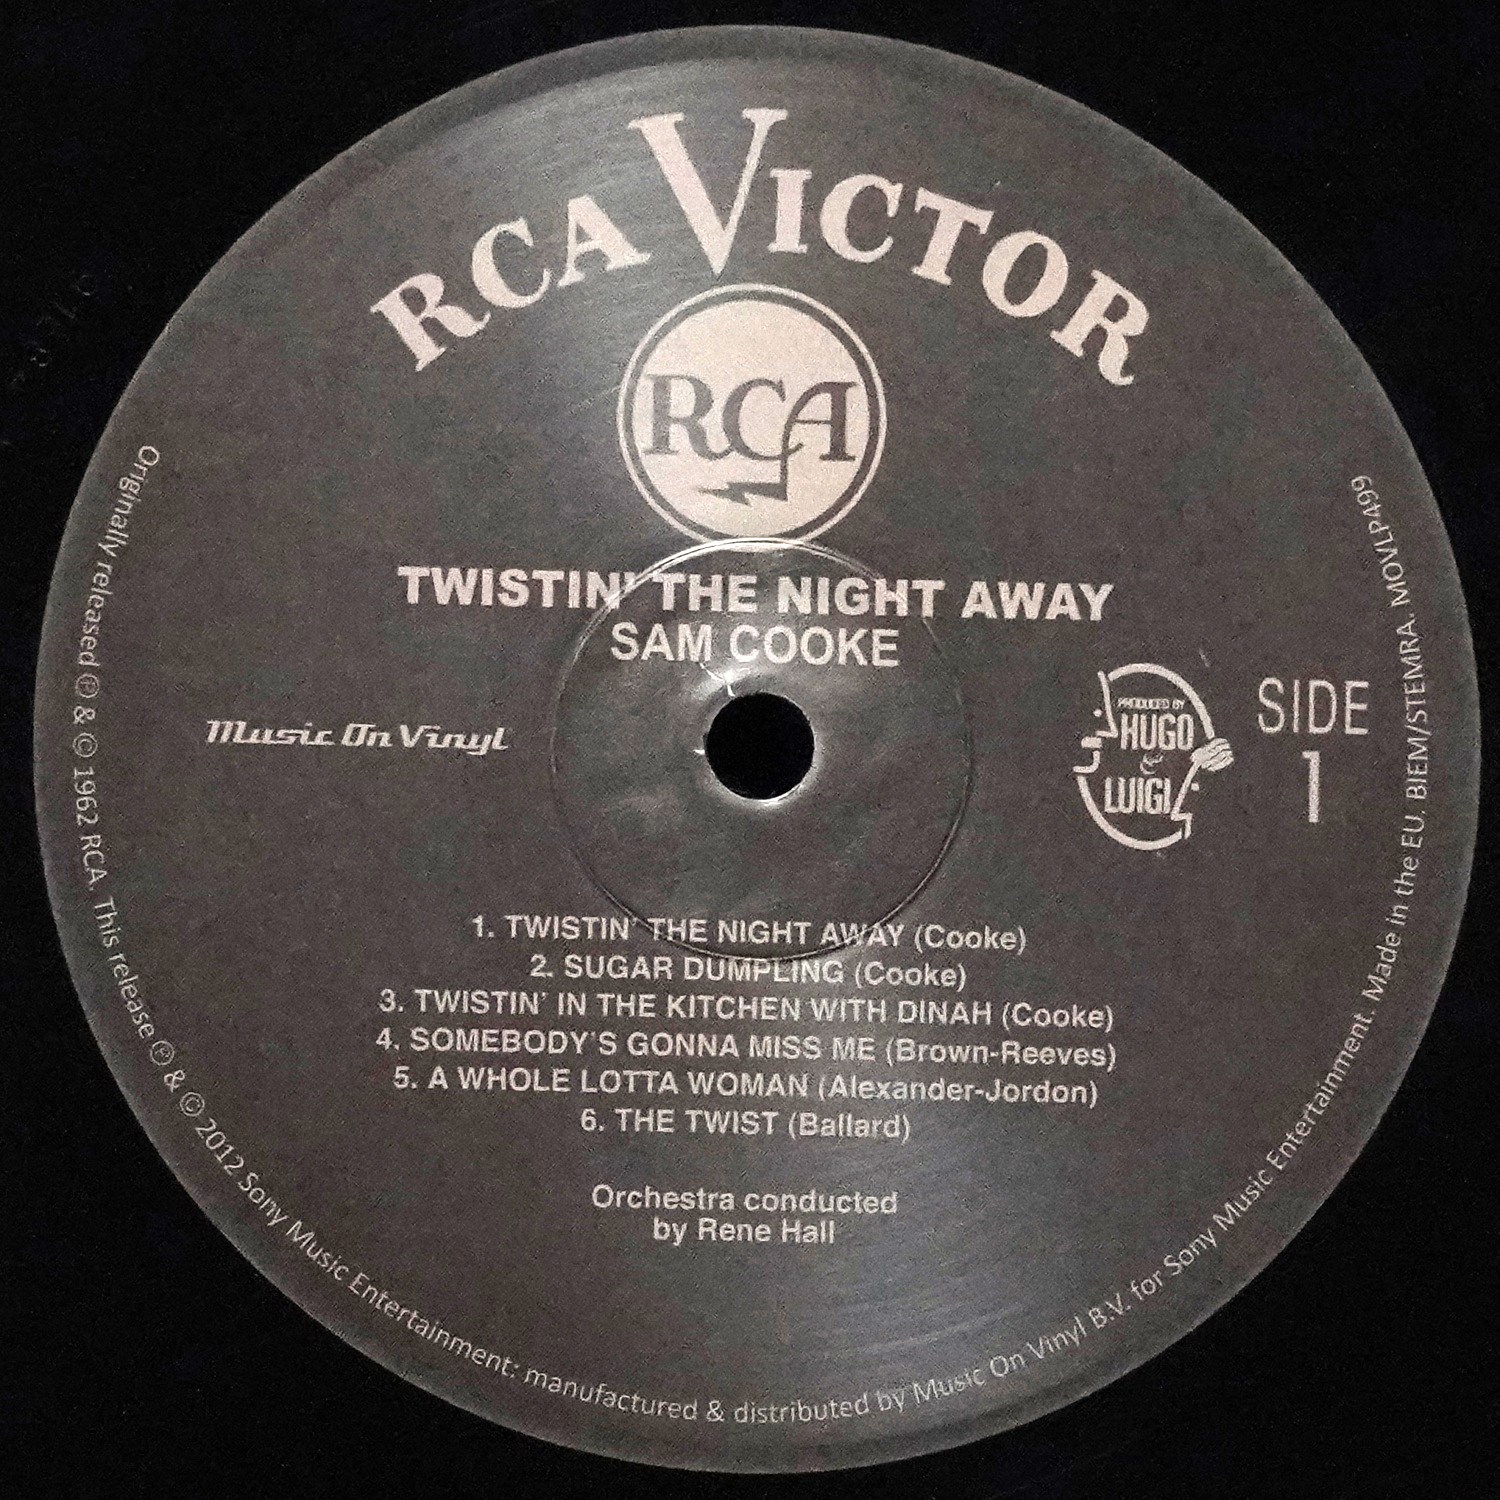 RCA VICTOR
RCA
TWISTIN' THE NIGHT AWAY
SAM COOKE
Music On Vinyl
PRODUCED BY
HUGO
&
LUIGI
SIDE
1
1. TWISTIN' THE NIGHT AWAY (Cooke)
2. SUGAR DUMPLING (Cooke)
3. TWISTIN' IN THE KITCHEN WITH DINAH (Cooke)
4. SOMEBODY'S GONNA MISS ME (Brown-Reeves)
5. A WHOLE LOTTA WOMAN (Alexander-Jordon)
6. THE TWIST (Ballard)
Orchestra conducted
by Rene Hall
Originally released ℗ & © 1962 RCA. This release ℗ & © 2012 Sony Music Entertainment: manufactured & distributed by Music On Vinyl B.V. for Sony Music Entertainment. Made in the EU. BIEM/STEMRA. MOVLP499